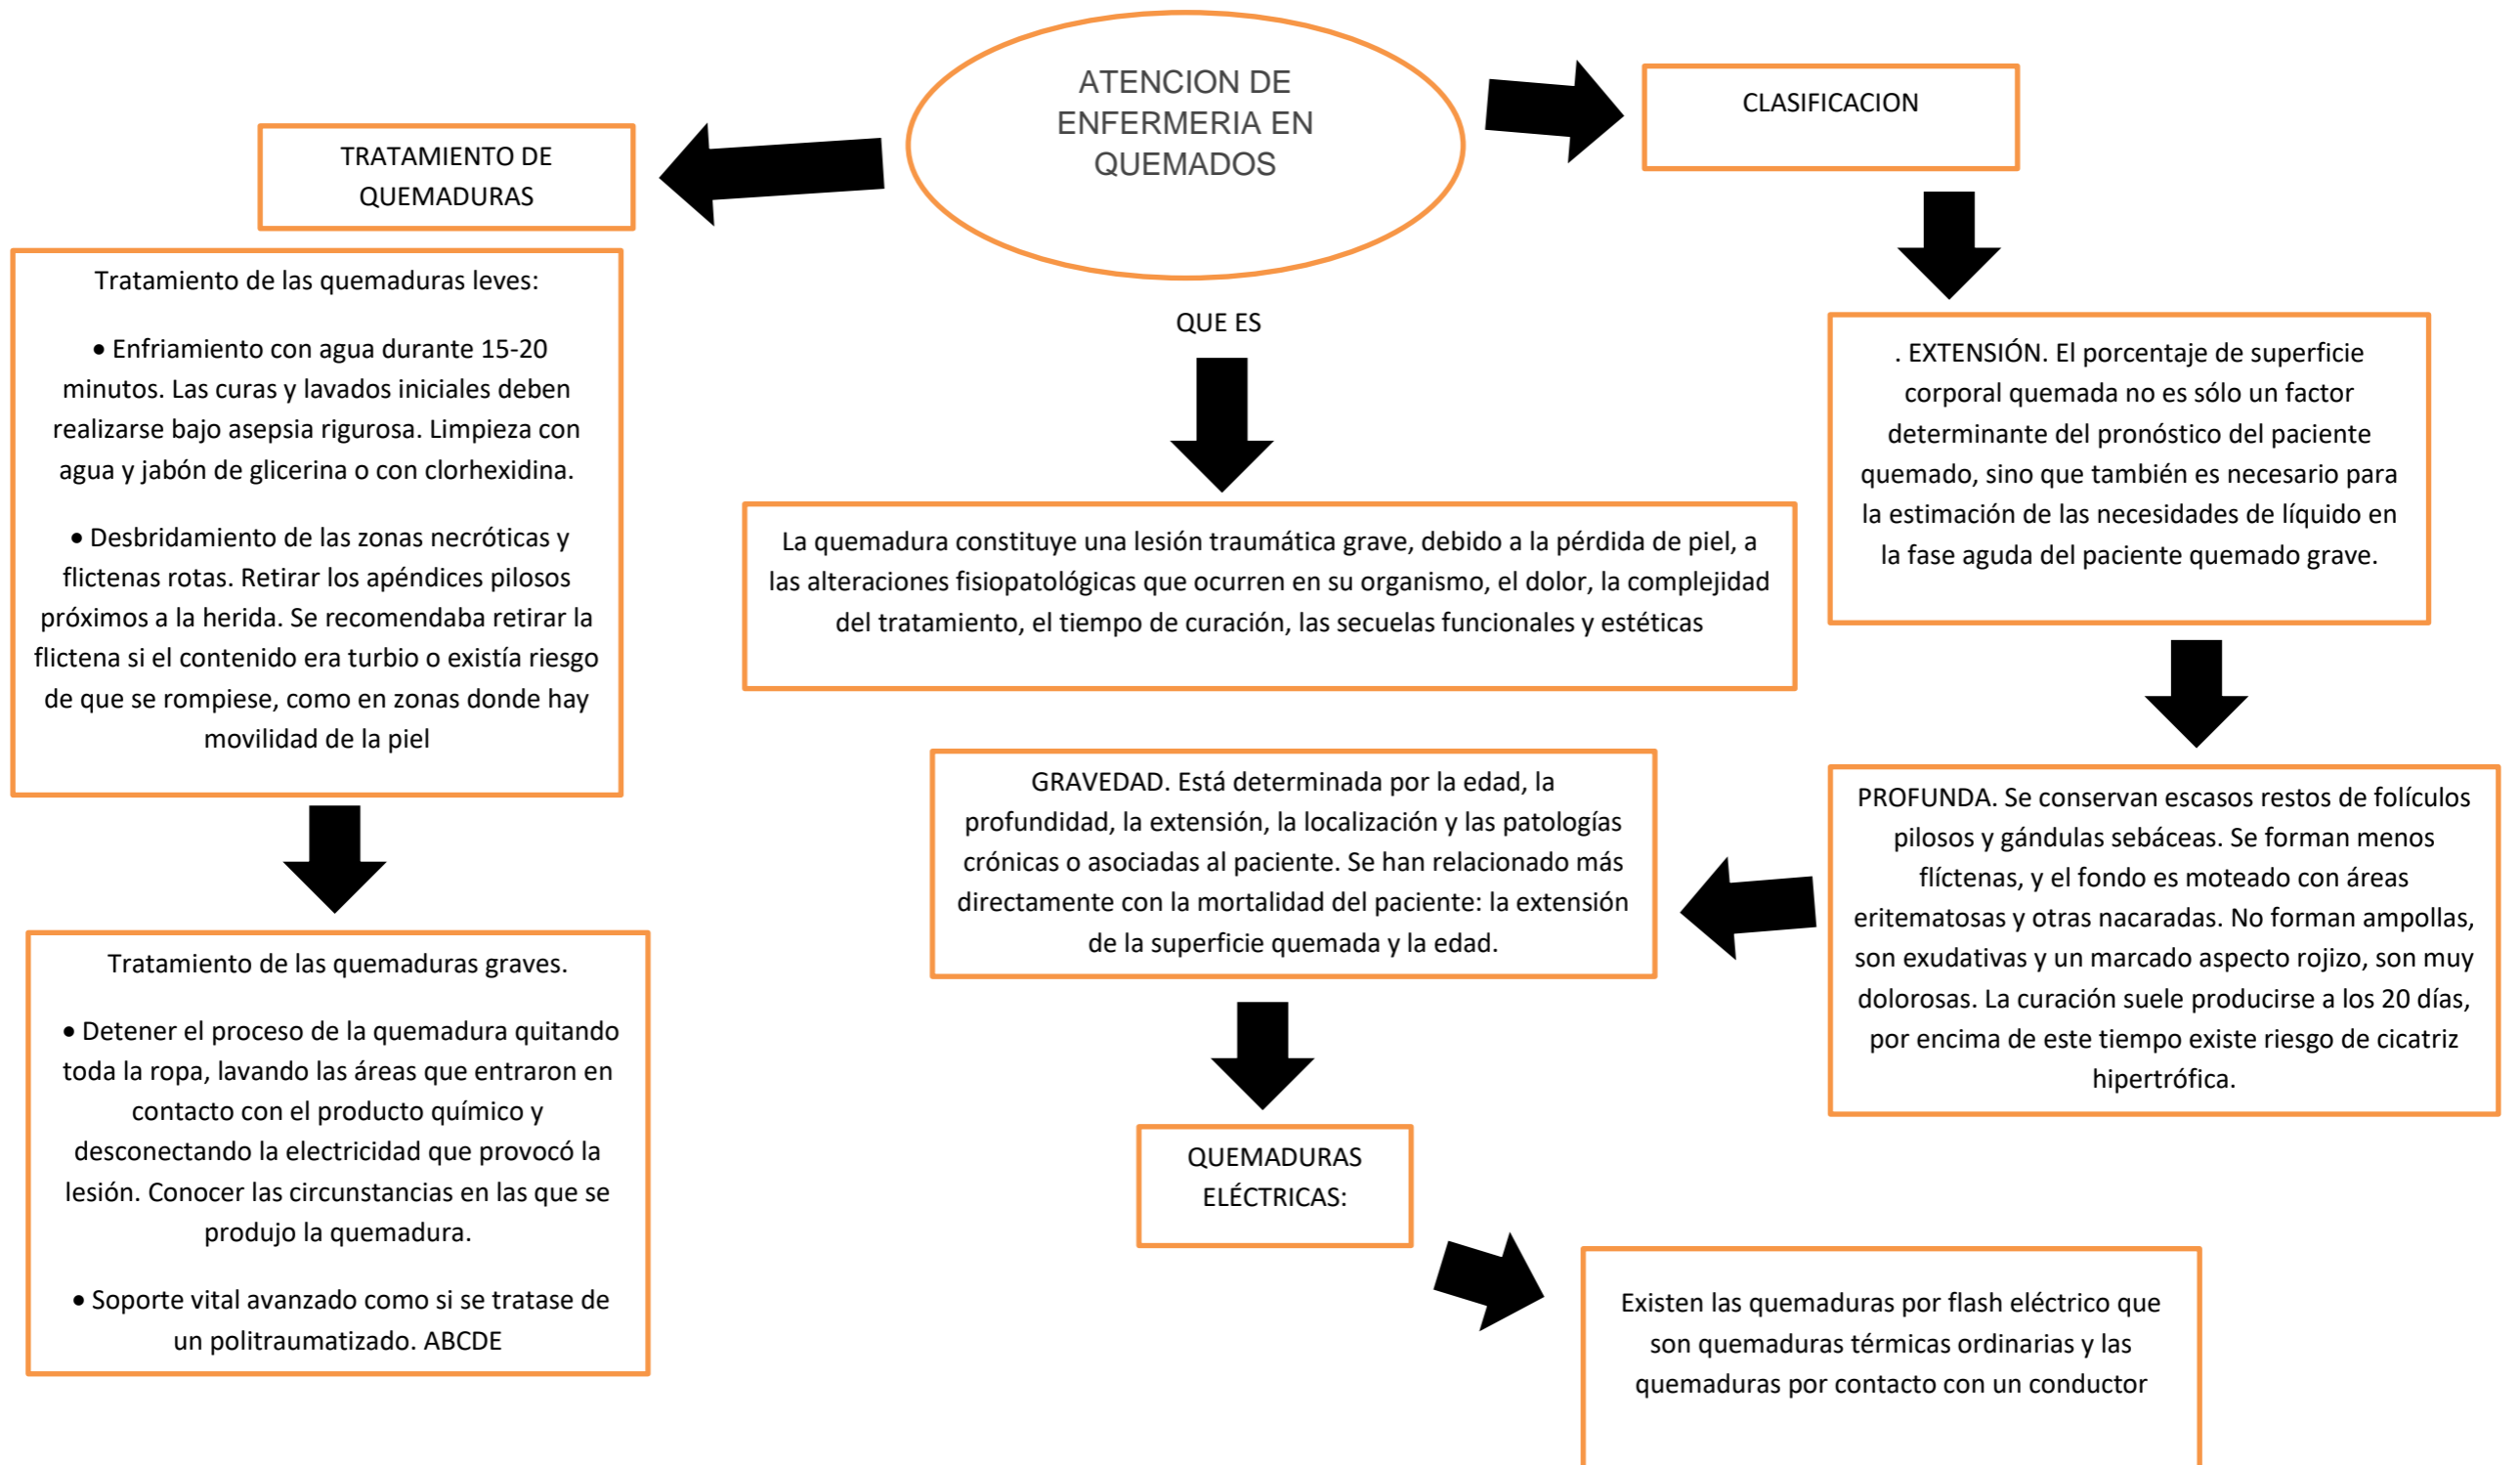 ATENCION DE
ENFERMERIA EN
QUEMADOS
CLASIFICACION
TRATAMIENTO DE
QUEMADURAS
Tratamiento de las quemaduras leves:
• Enfriamiento con agua durante 15-20
minutos. Las curas y lavados iniciales deben
realizarse bajo asepsia rigurosa. Limpieza con
agua y jabón de glicerina o con clorhexidina.
• Desbridamiento de las zonas necróticas y
flictenas rotas. Retirar los apéndices pilosos
próximos a la herida. Se recomendaba retirar la
flictena si el contenido era turbio o existía riesgo
de que se rompiese, como en zonas donde hay
movilidad de la piel
Tratamiento de las quemaduras graves.
• Detener el proceso de la quemadura quitando
toda la ropa, lavando las áreas que entraron en
contacto con el producto químico y
desconectando la electricidad que provocó la
lesión. Conocer las circunstancias en las que se
produjo la quemadura.
• Soporte vital avanzado como si se tratase de
un politraumatizado. ABCDE
QUE ES
La quemadura constituye una lesión traumática grave, debido a la pérdida de piel, a
las alteraciones fisiopatológicas que ocurren en su organismo, el dolor, la complejidad
del tratamiento, el tiempo de curación, las secuelas funcionales y estéticas
. EXTENSIÓN. El porcentaje de superficie
corporal quemada no es sólo un factor
determinante del pronóstico del paciente
quemado, sino que también es necesario para
la estimación de las necesidades de líquido en
la fase aguda del paciente quemado grave.
PROFUNDA. Se conservan escasos restos de folículos
pilosos y gándulas sebáceas. Se forman menos
flíctenas, y el fondo es moteado con áreas
eritematosas y otras nacaradas. No forman ampollas,
son exudativas y un marcado aspecto rojizo, son muy
dolorosas. La curación suele producirse a los 20 días,
por encima de este tiempo existe riesgo de cicatriz
hipertrófica.
GRAVEDAD. Está determinada por la edad, la
profundidad, la extensión, la localización y las patologías
crónicas o asociadas al paciente. Se han relacionado más
directamente con la mortalidad del paciente: la extensión
de la superficie quemada y la edad.
QUEMADURAS
ELÉCTRICAS:
Existen las quemaduras por flash eléctrico que
son quemaduras térmicas ordinarias y las
quemaduras por contacto con un conductor